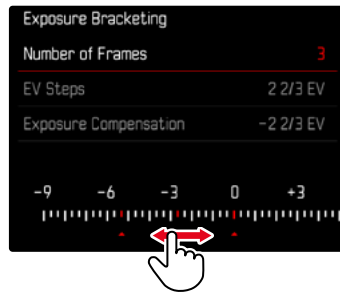 Exposure Bracketing
Number of Frames 3
EV Steps 2 2/3 EV
Exposure Compensation -2 2/3 EV
-9 -6 -3 0 +3